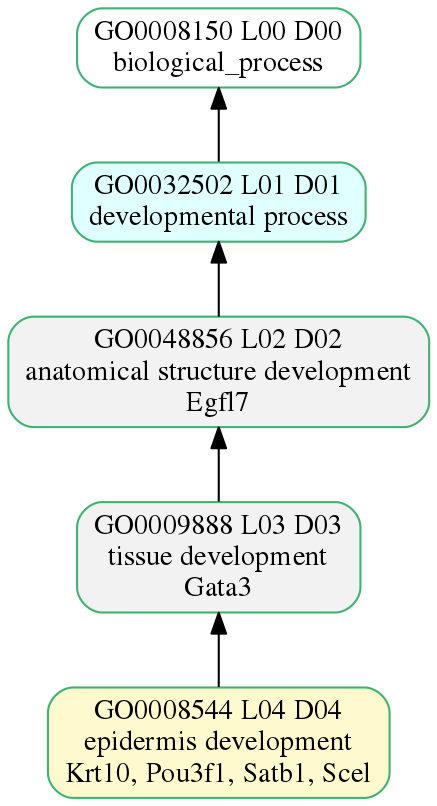 GO0008150 L00 D00
biological_process
GO0032502 L01 D01
developmental process
GO0048856 L02 D02
anatomical structure development
Egfl7
GO0009888 L03 D03
tissue development
Gata3
GO0008544 L04 D04
epidermis development
Krt10, Pou3f1, Satb1, Scel